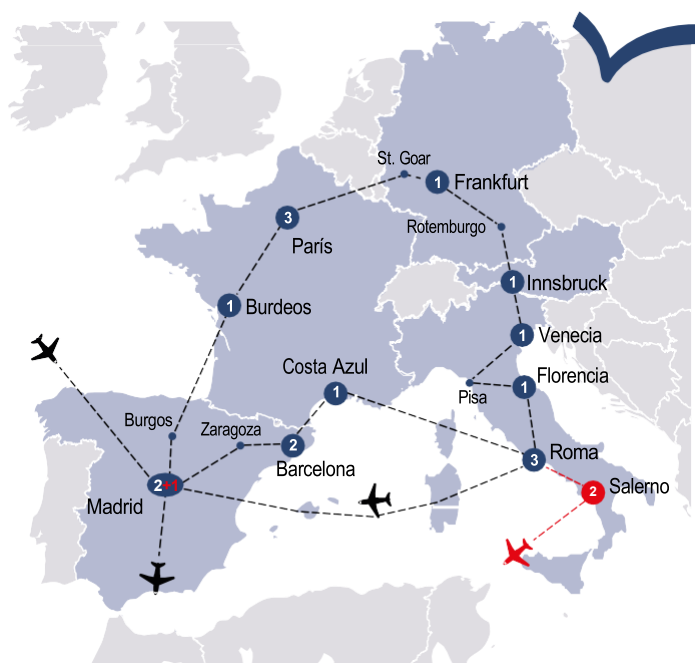 St. Goar
1 Frankfurt
3
París
Rotemburgo
1 Innsbruck
1 Burdeos
1 Venecia
Costa Azul
1
Florencia
1
Pisa
Burgos
Zaragoza
2
Barcelona
Roma
3
2+1
Madrid
2 Salerno